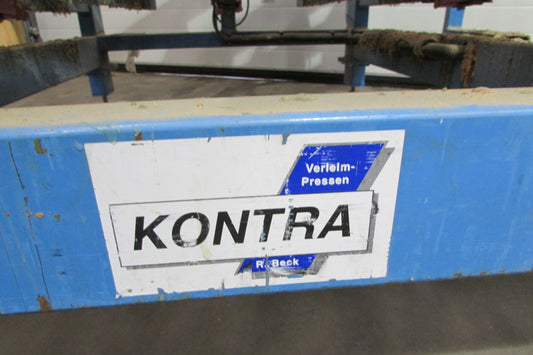 Verleim-
Pressen
KONTRA
R. Beck